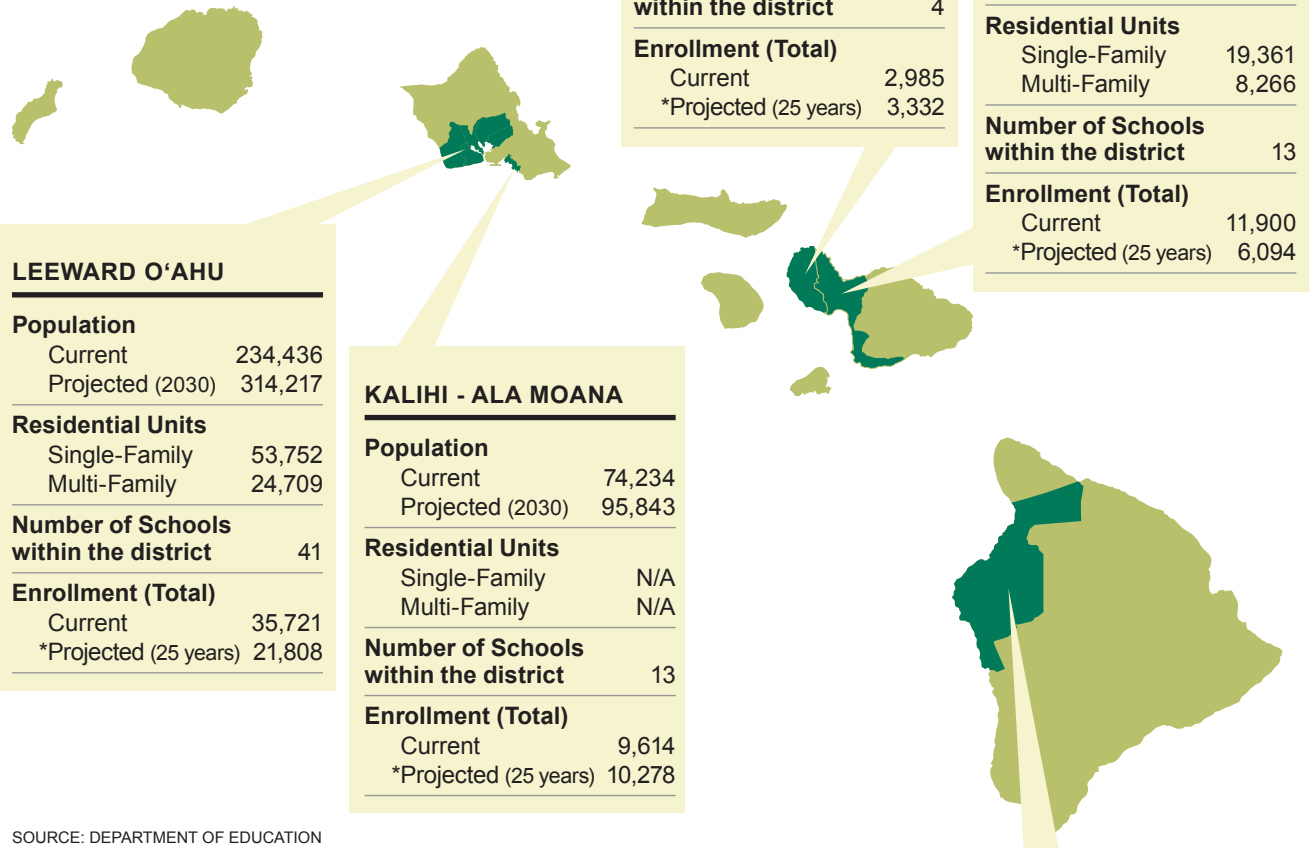 within the district 4
Enrollment (Total)
Current 2,985
*Projected (25 years) 3,332
Residential Units
Single-Family 19,361
Multi-Family 8,266
Number of Schools
within the district 13
Enrollment (Total)
Current 11,900
*Projected (25 years) 6,094
LEEWARD O‘AHU
Population
Current 234,436
Projected (2030) 314,217
Residential Units
Single-Family 53,752
Multi-Family 24,709
Number of Schools
within the district 41
Enrollment (Total)
Current 35,721
*Projected (25 years) 21,808
KALIHI - ALA MOANA
Population
Current 74,234
Projected (2030) 95,843
Residential Units
Single-Family N/A
Multi-Family N/A
Number of Schools
within the district 13
Enrollment (Total)
Current 9,614
*Projected (25 years) 10,278
SOURCE: DEPARTMENT OF EDUCATION